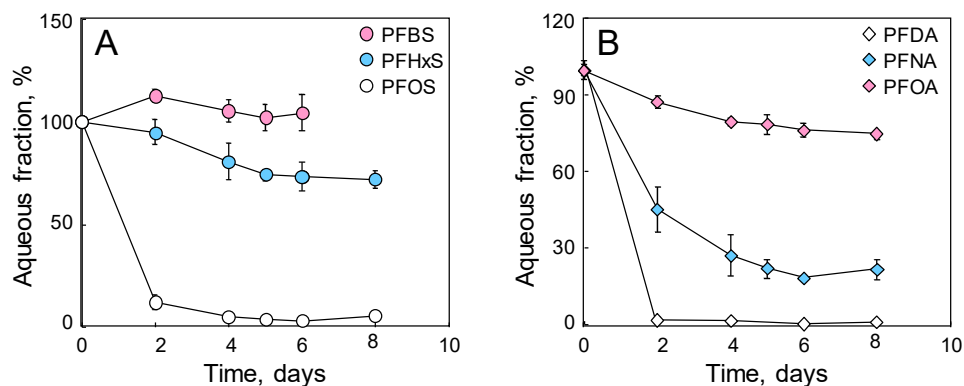 A
PFBS
PFHxS
PFOS
Aqueous fraction, %
150
100
50
0
0 2 4 6 8 10
Time, days
B
PFDA
PFNA
PFOA
Aqueous fraction, %
120
90
60
30
0
0 2 4 6 8 10
Time, days